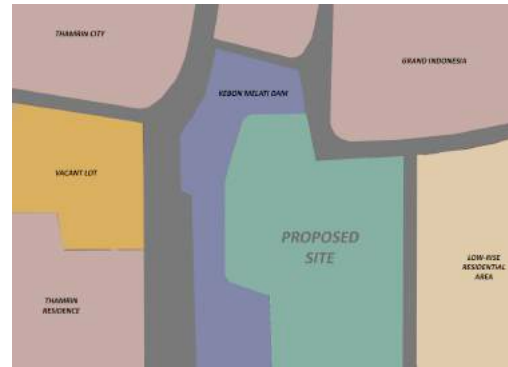 THAMRIN CITY
GRAND INDONESIA
KEBON MELATI DAM
VACANT LOT
PROPOSED
SITE
LOW-RISE
RESIDENTIAL
AREA
THAMRIN
RESIDENCE